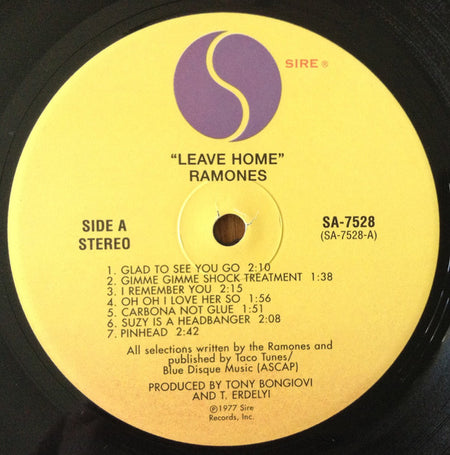 SIRE ®
"LEAVE HOME"
RAMONES
SIDE A
STEREO
SA-7528
(SA-7528-A)
1. GLAD TO SEE YOU GO 2:10
2. GIMME GIMME SHOCK TREATMENT 1:38
3. I REMEMBER YOU 2:15
4. OH OH I LOVE HER SO 1:56
5. CARBONA NOT GLUE 1:51
6. SUZY IS A HEADBANGER 2:08
7. PINHEAD 2:42
All selections written by the Ramones and
published by Taco Tunes/
Blue Disque Music (ASCAP)
PRODUCED BY TONY BONGIOVI
AND T. ERDELYI
℗1977 Sire
Records, Inc.